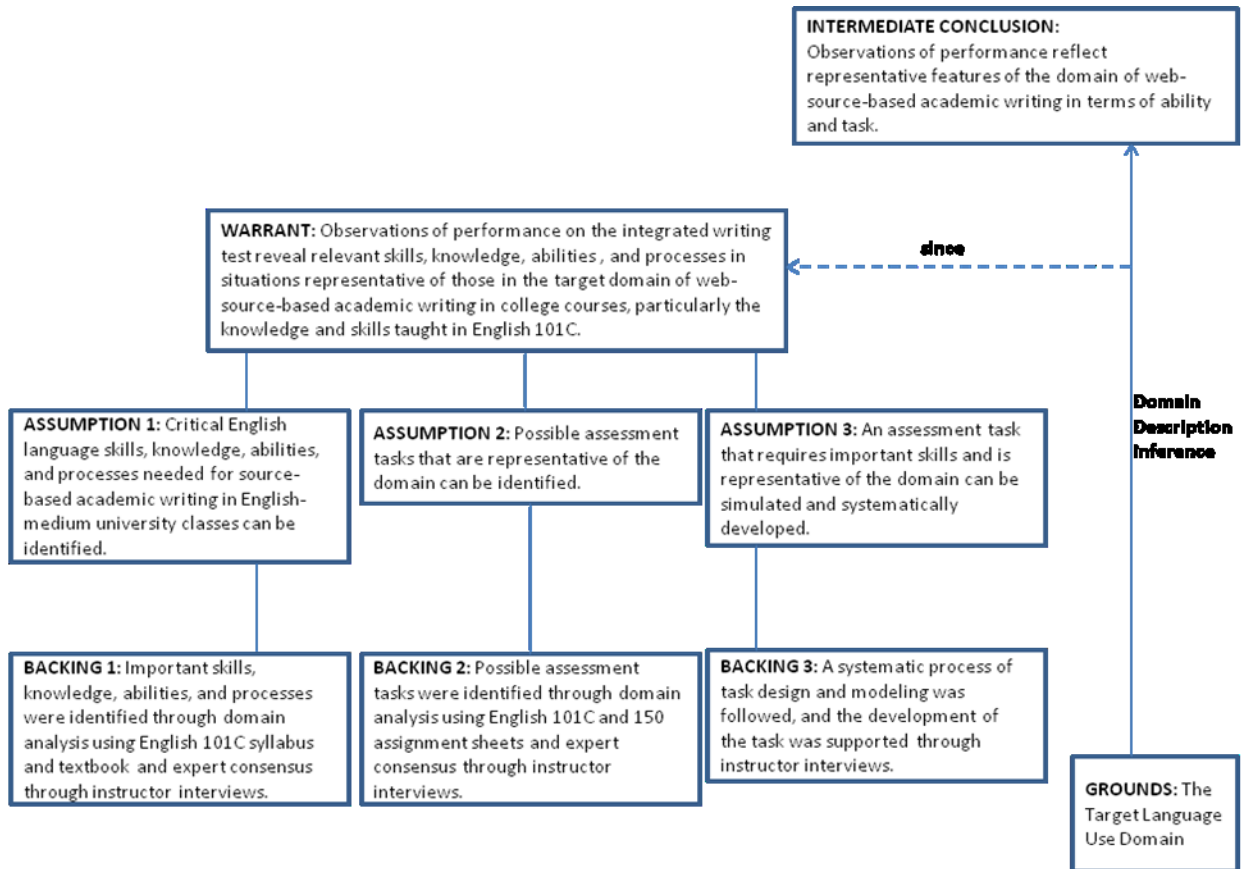 INTERMEDIATE CONCLUSION:
Observations of performance reflect
representative features of the domain of web-
source-based academic writing in terms of ability
and task.
WARRANT: Observations of performance on the integrated writing
test reveal relevant skills, knowledge, abilities , and processes in
situations representative of those in the target domain of web-
source-based academic writing in college courses, particularly the
knowledge and skills taught in English 101C.
since
ASSUMPTION 1: Critical English
language skills, knowledge, abilities,
and processes needed for source-
based academic writing in English-
medium university classes can be
identified.
ASSUMPTION 2: Possible assessment
tasks that are representative of the
domain can be identified.
ASSUMPTION 3: An assessment task
that requires important skills and is
representative of the domain can be
simulated and systematically
developed.
Domain
Description
Inference
BACKING 1: Important skills,
knowledge, abilities, and processes
were identified through domain
analysis using English 101C syllabus
and textbook and expert consensus
through instructor interviews.
BACKING 2: Possible assessment
tasks were identified through domain
analysis using English 101C and 150
assignment sheets and expert
consensus through instructor
interviews.
BACKING 3: A systematic process of
task design and modeling was
followed, and the development of
the task was supported through
instructor interviews.
GROUNDS: The
Target Language
Use Domain